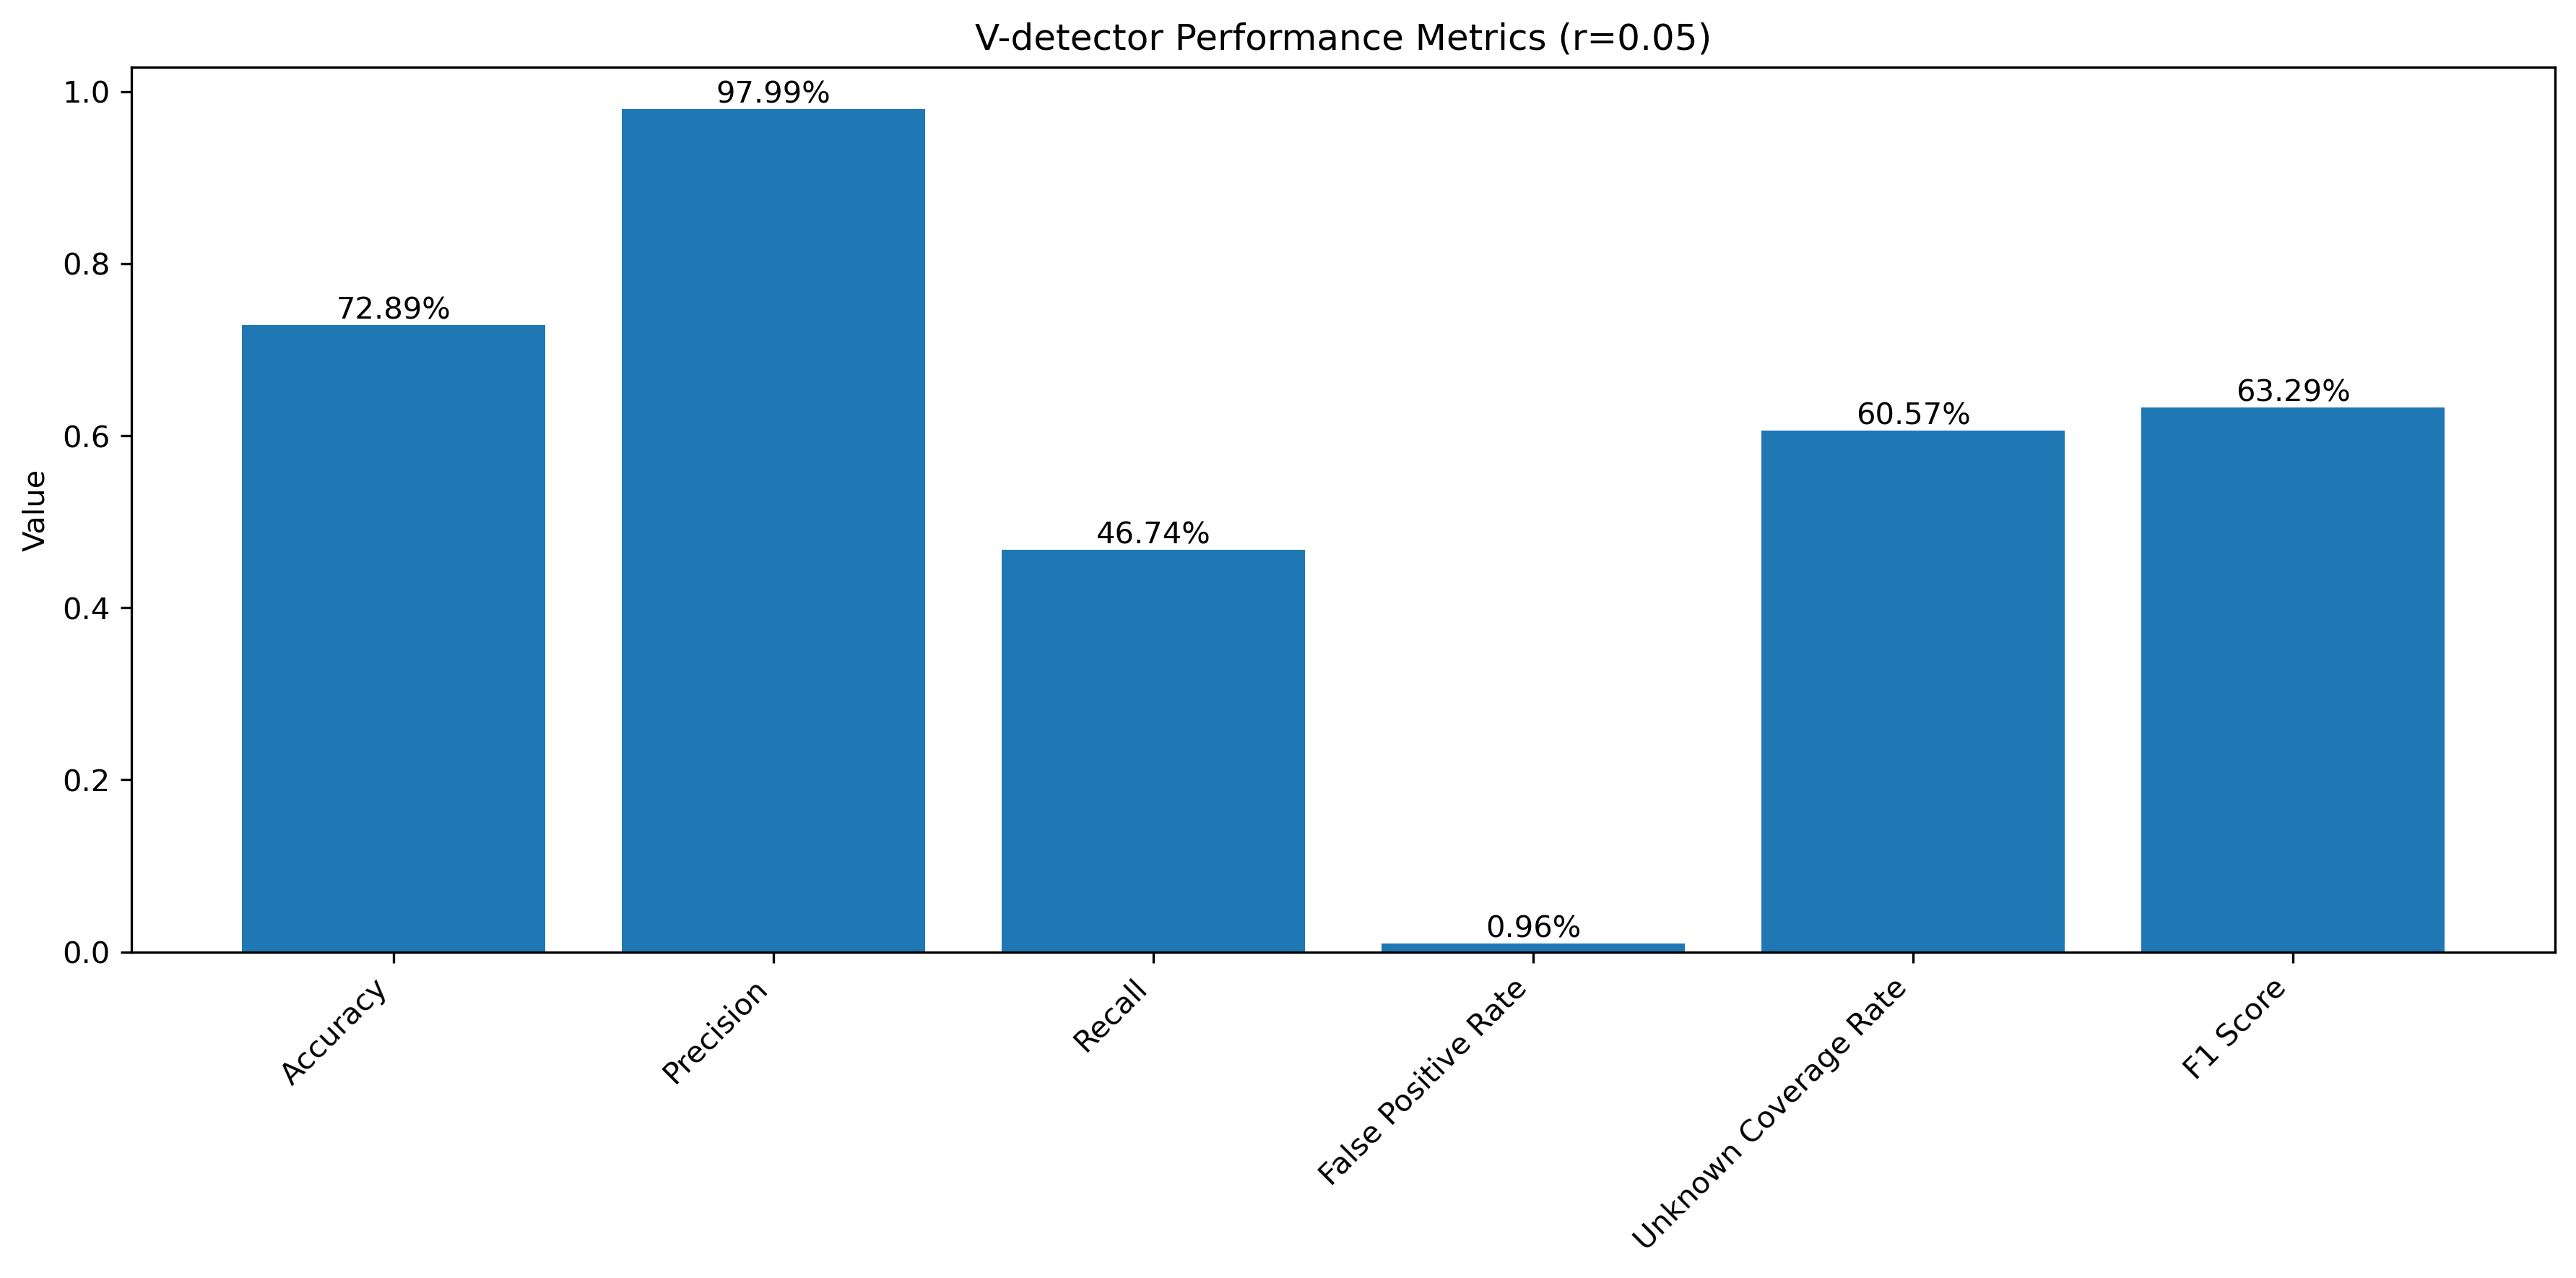 V-detector Performance Metrics (r=0.05)
Value
1.0
0.8
0.6
0.4
0.2
0.0
72.89%
97.99%
46.74%
0.96%
60.57%
63.29%
Accuracy
Precision
Recall
False Positive Rate
Unknown Coverage Rate
F1 Score